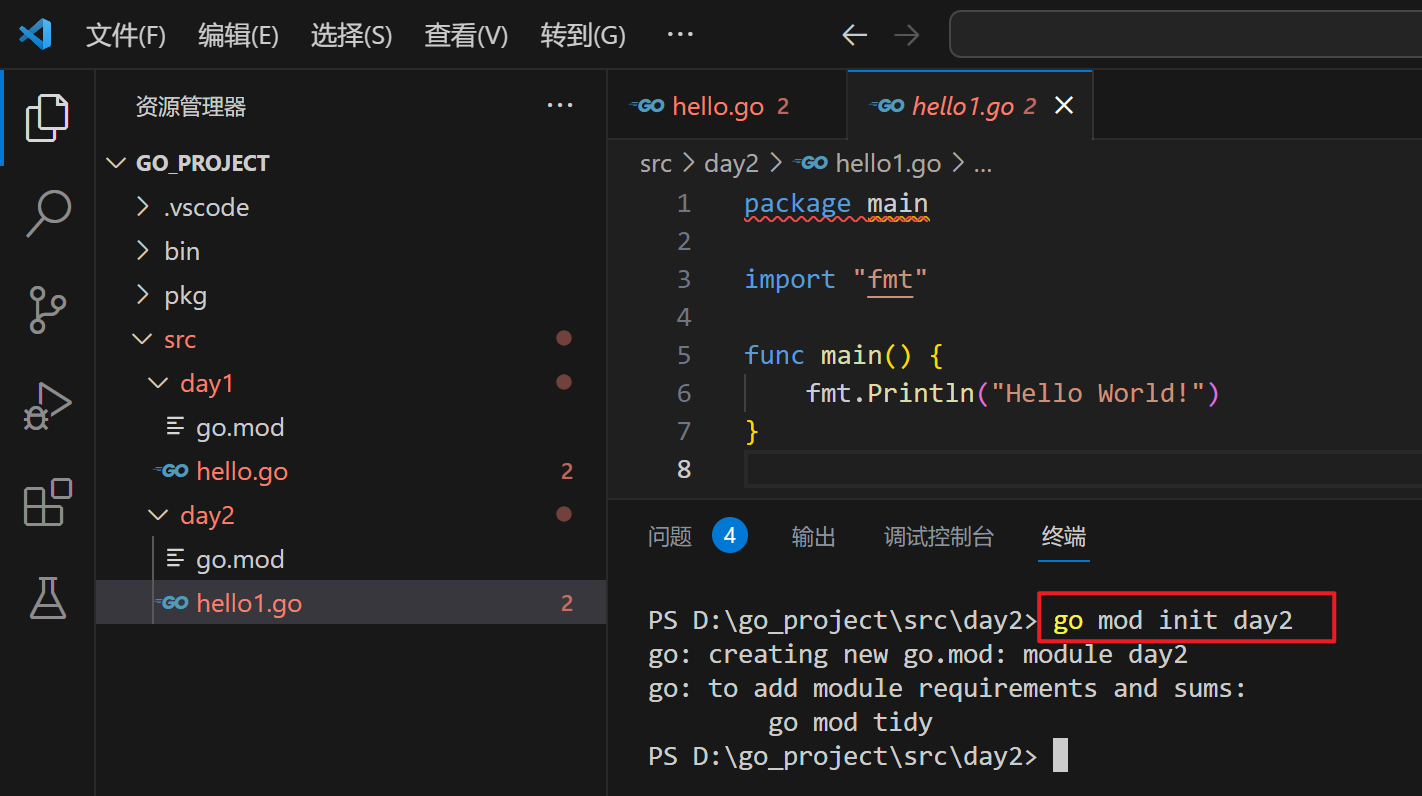 文件(F) 编辑(E) 选择(S) 查看(V) 转到(G) ···
资源管理器 ···
GO_PROJECT
.vscode
bin
pkg
src
day1
go.mod
GO hello.go 2
day2
go.mod
GO hello1.go 2
GO hello.go 2 GO hello1.go 2
src > day2 > GO hello1.go > ...
1 package main
2
3 import "fmt"
4
5 func main() {
6 fmt.Println("Hello World!")
7 }
8
问题 4 输出 调试控制台 终端
PS D:\go_project\src\day2> go mod init day2
go: creating new go.mod: module day2
go: to add module requirements and sums:
go mod tidy
PS D:\go_project\src\day2>